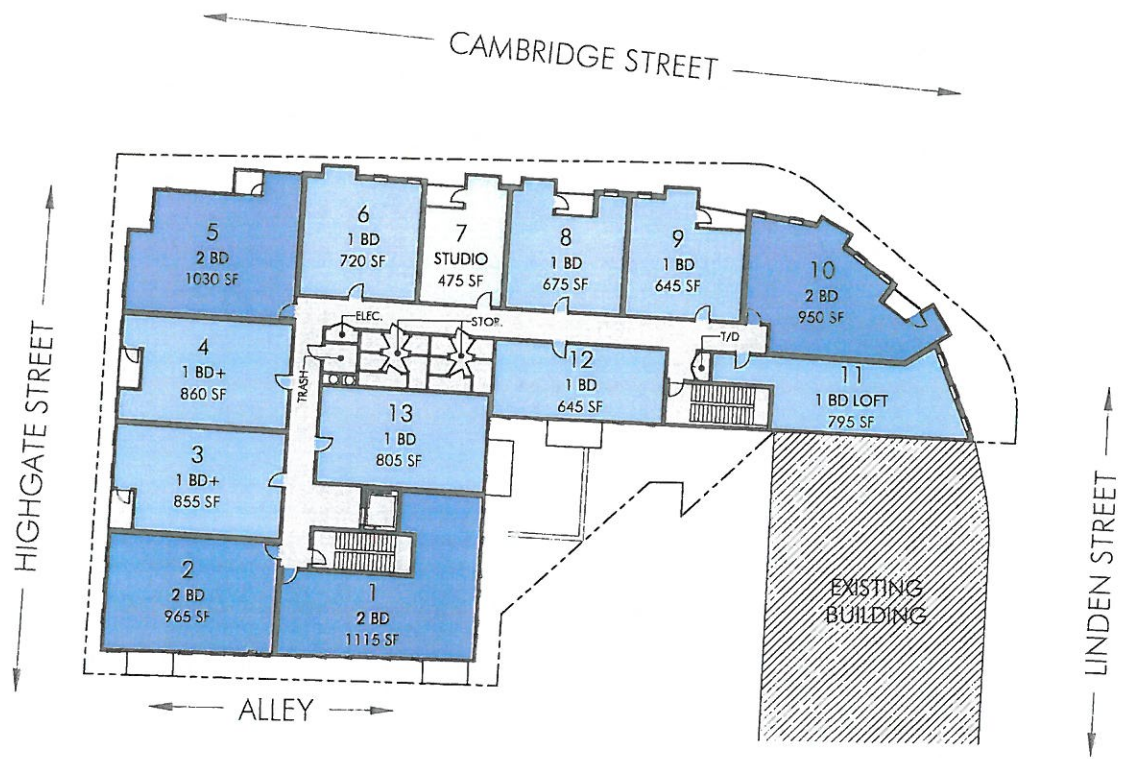 CAMBRIDGE STREET
HIGHGATE STREET
5
2 BD
1030 SF
6
1 BD
720 SF
7
STUDIO
475 SF
8
1 BD
675 SF
9
1 BD
645 SF
10
2 BD
950 SF
ELEC.
STOR.
T/D
4
1 BD+
860 SF
TRASH
12
1 BD
645 SF
11
1 BD LOFT
795 SF
13
1 BD
805 SF
3
1 BD+
855 SF
2
2 BD
965 SF
1
2 BD
1115 SF
EXISTING
BUILDING
LINDEN STREET
ALLEY